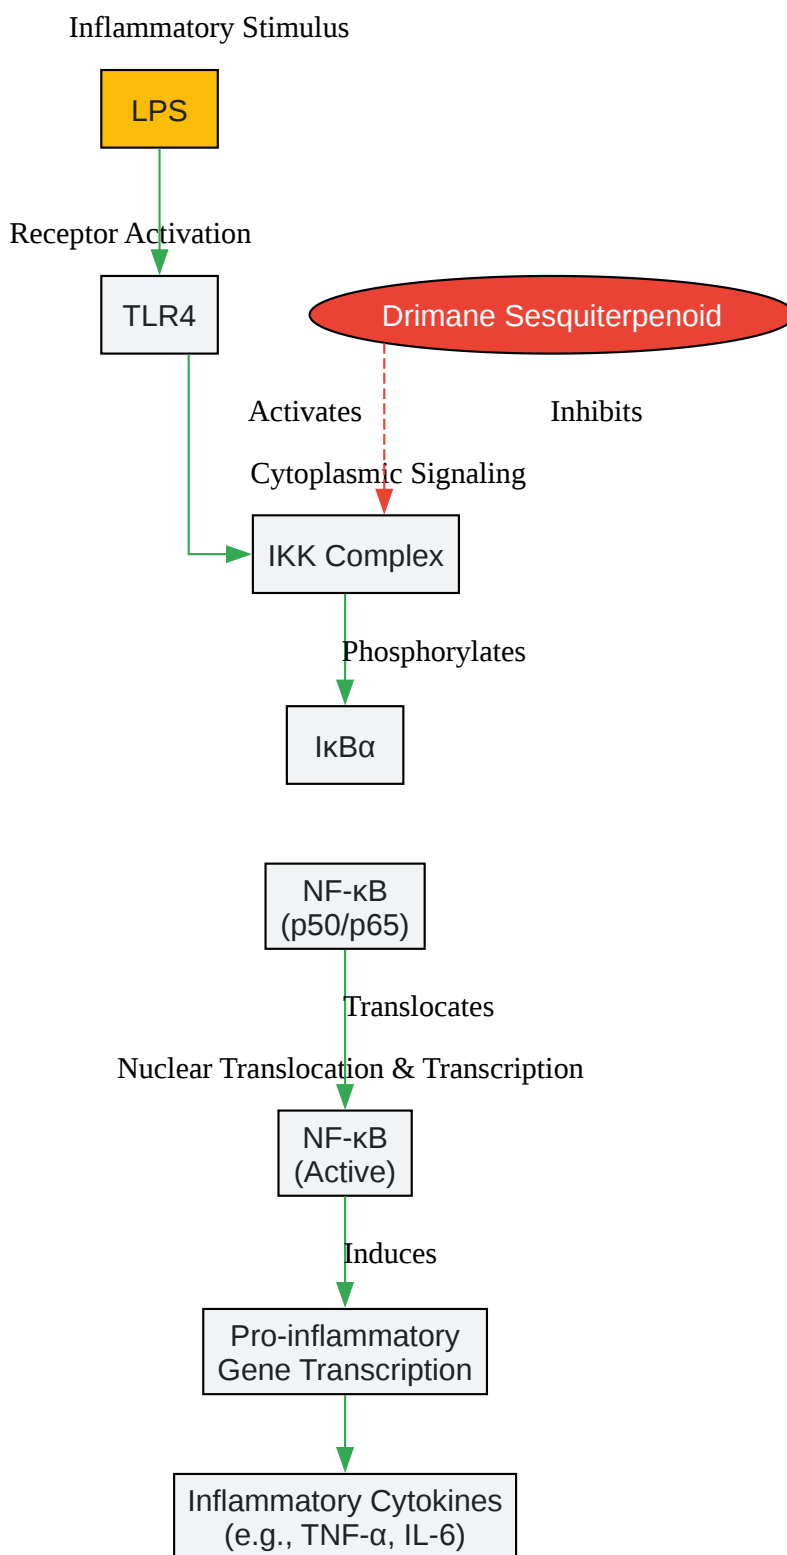 Inflammatory Stimulus
LPS
Receptor Activation
TLR4
Drimane Sesquiterpenoid
Activates
Inhibits
Cytoplasmic Signaling
IKK Complex
Phosphorylates
IκBα
NF-κB
(p50/p65)
Translocates
Nuclear Translocation & Transcription
NF-κB
(Active)
Induces
Pro-inflammatory
Gene Transcription
Inflammatory Cytokines
(e.g., TNF-α, IL-6)